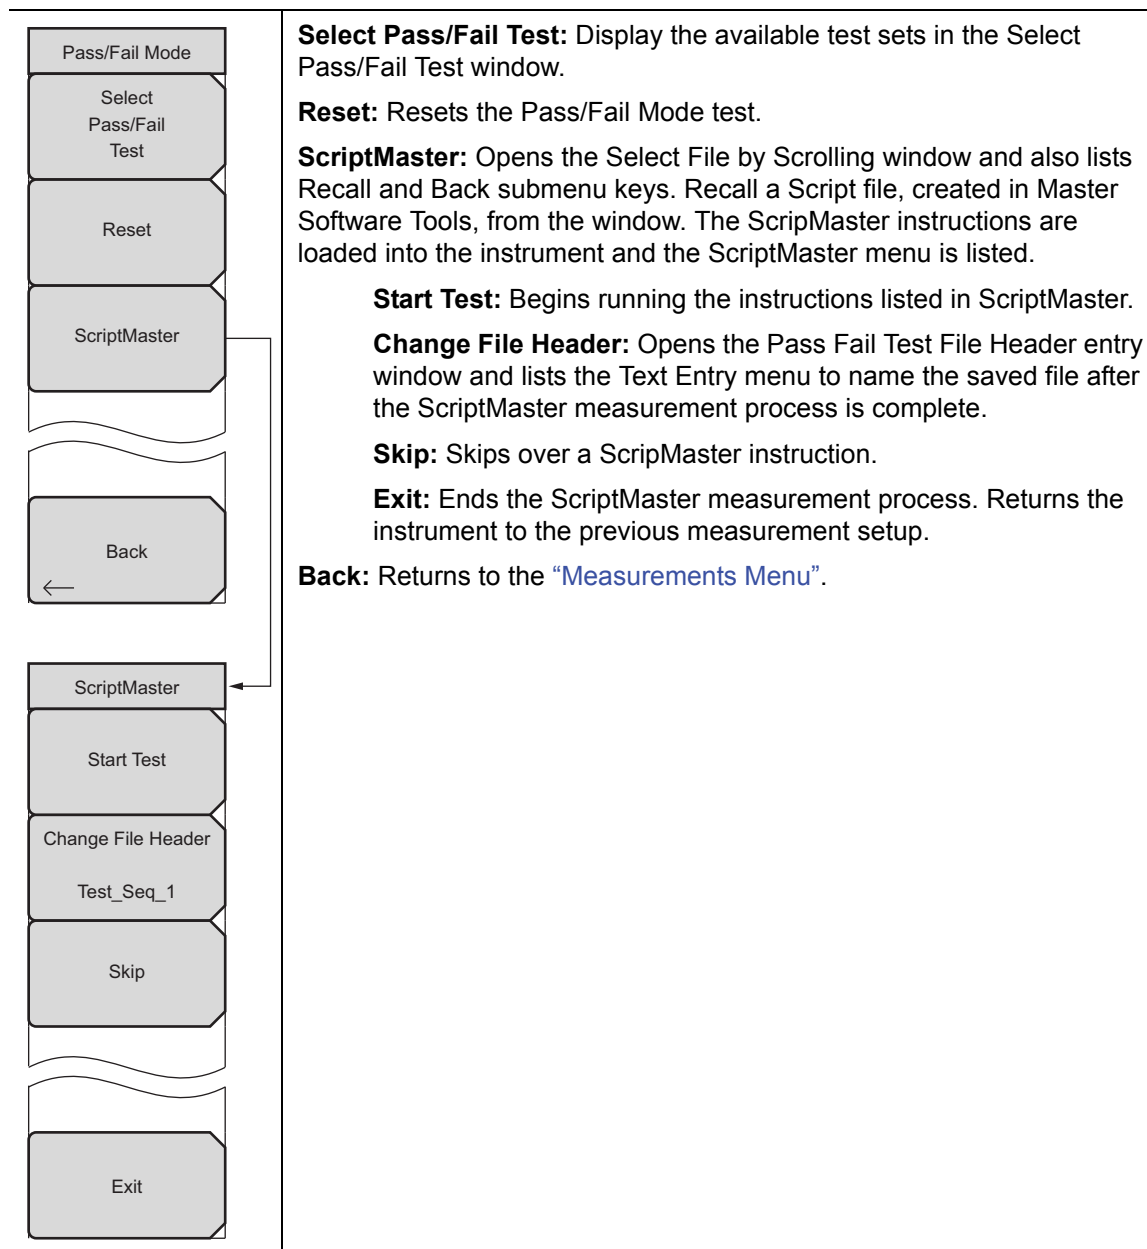 Pass/Fail Mode
Select
Pass/Fail
Test
Reset
ScriptMaster
Back
ScriptMaster
Start Test
Change File Header
Test_Seq_1
Skip
Exit
Select Pass/Fail Test: Display the available test sets in the Select
Pass/Fail Test window.
Reset: Resets the Pass/Fail Mode test.
ScriptMaster: Opens the Select File by Scrolling window and also lists
Recall and Back submenu keys. Recall a Script file, created in Master
Software Tools, from the window. The ScripMaster instructions are
loaded into the instrument and the ScriptMaster menu is listed.
Start Test: Begins running the instructions listed in ScriptMaster.
Change File Header: Opens the Pass Fail Test File Header entry
window and lists the Text Entry menu to name the saved file after
the ScriptMaster measurement process is complete.
Skip: Skips over a ScripMaster instruction.
Exit: Ends the ScriptMaster measurement process. Returns the
instrument to the previous measurement setup.
Back: Returns to the “Measurements Menu”.